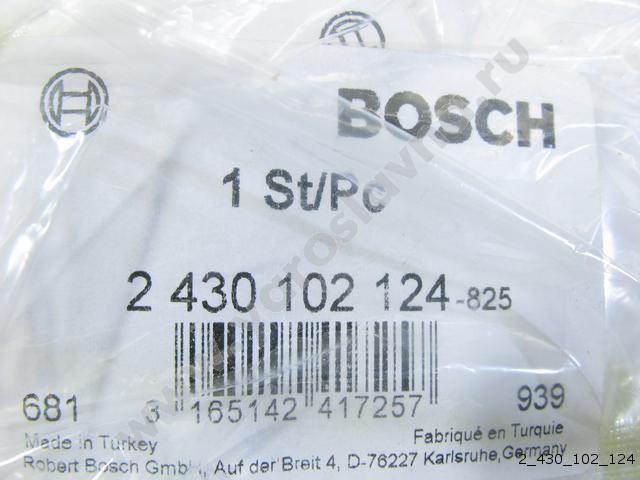 BOSCH
1 St/Pc
2 430 102 124-825
681 3 165142 417257 939
Made in Turkey Fabriqué en Turquie
Robert Bosch GmbH, Auf der Breit 4, D-76227 Karlsruhe, Germany
2_430_102_124